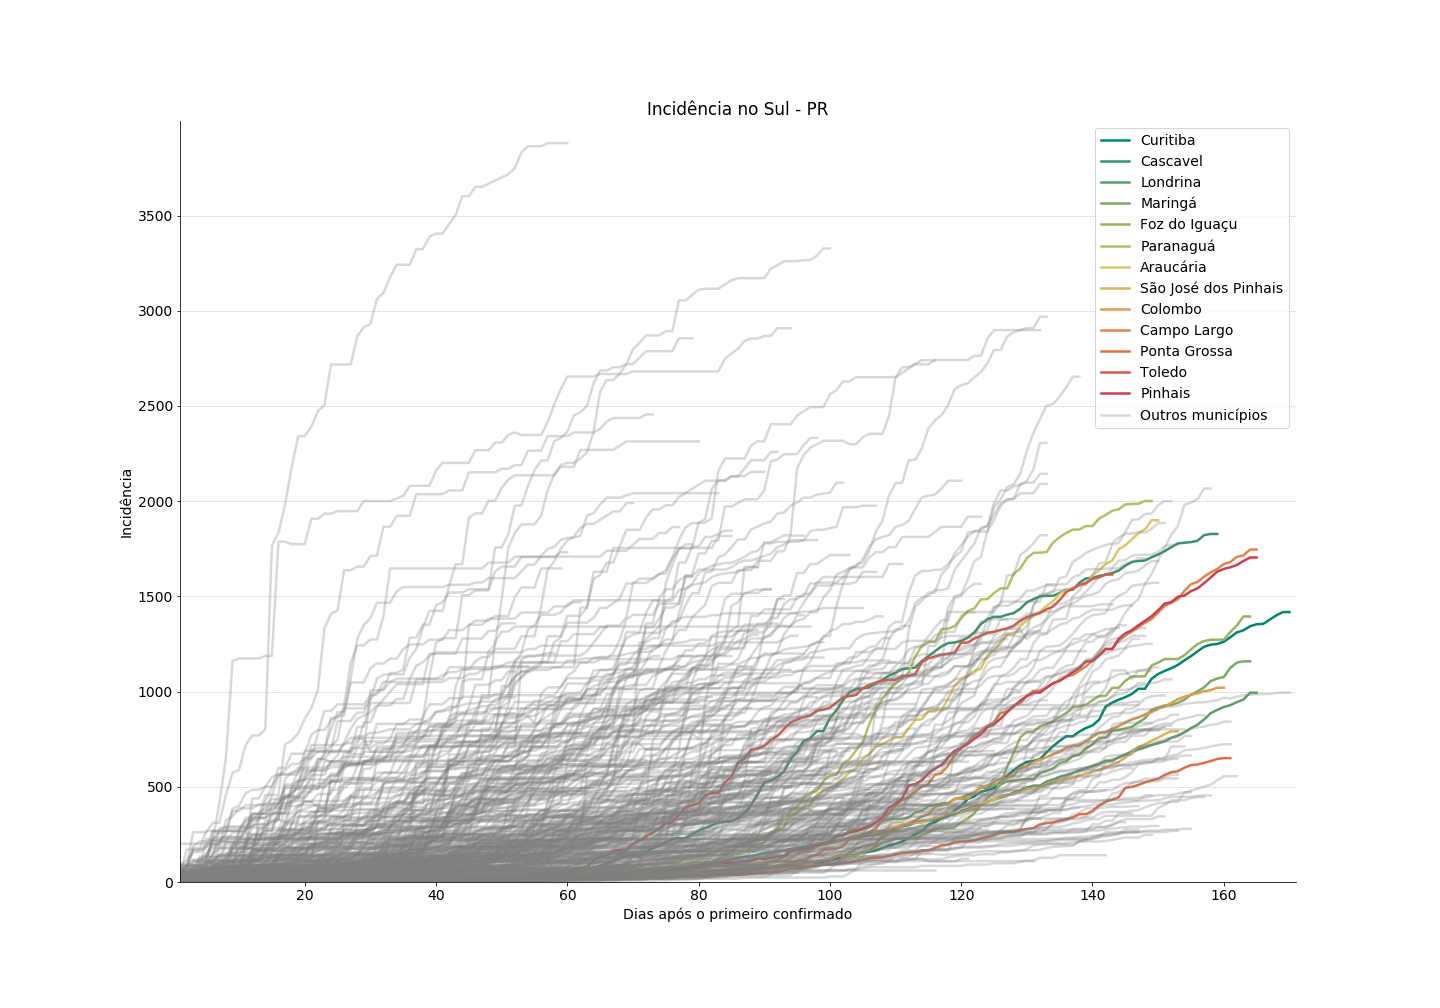 Incidência no Sul - PR
Curitiba
Cascavel
Londrina
Maringá
Foz do Iguaçu
Paranaguá
Araucária
São José dos Pinhais
Colombo
Campo Largo
Ponta Grossa
Toledo
Pinhais
Outros municípios
3500
3000
2500
2000
1500
1000
500
0
Incidência
20 40 60 80 100 120 140 160
Dias após o primeiro confirmado